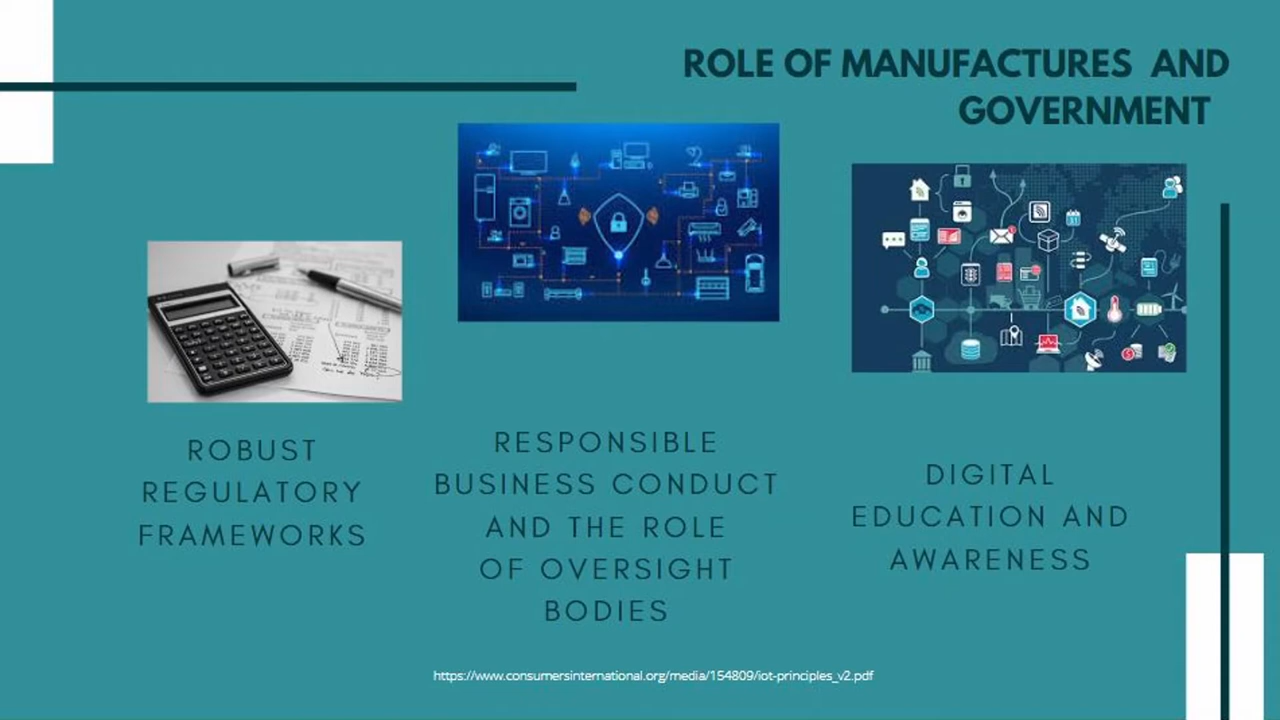 ROLE OF MANUFACTURES AND
GOVERNMENT
ROBUST
REGULATORY
FRAMEWORKS
RESPONSIBLE
BUSINESS CONDUCT
AND THE ROLE
OF OVERSIGHT
BODIES
DIGITAL
EDUCATION AND
AWARENESS
https://www.consumersinternational.org/media/154809/iot-principles_v2.pdf